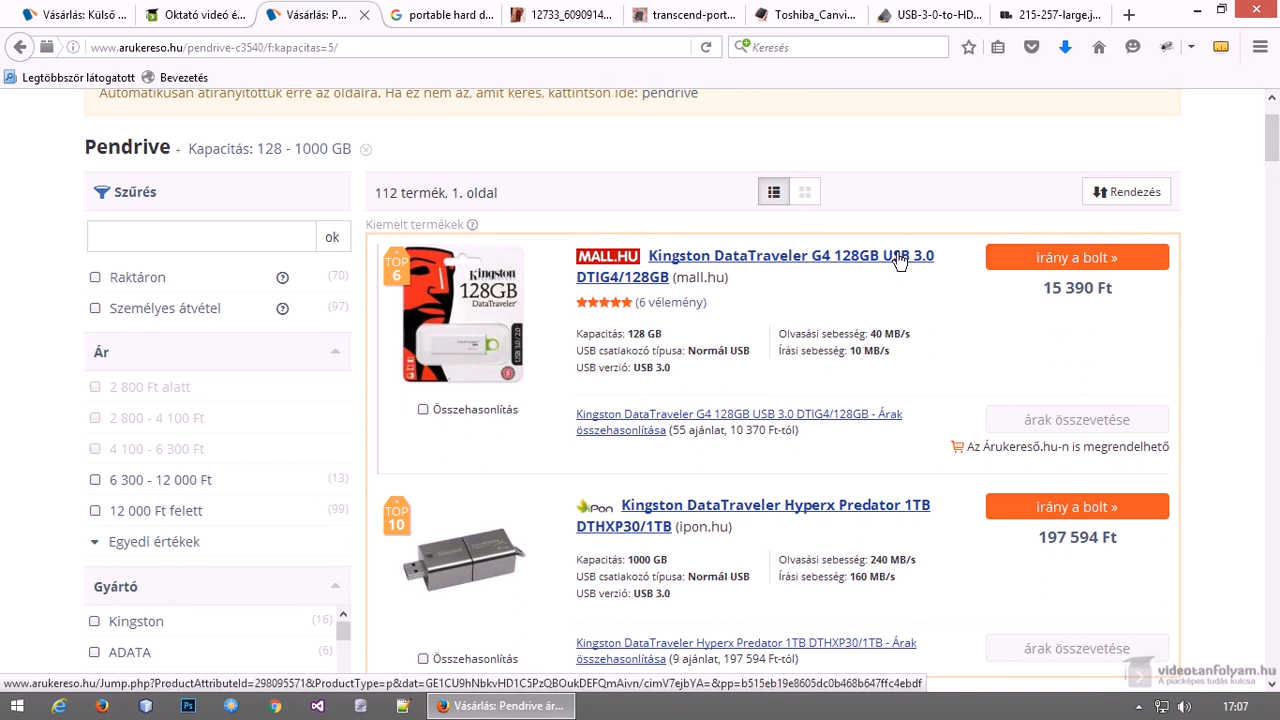 Vásárlás: Külső ...
Oktató videó é...
Vásárlás: P...
portable hard d...
12733_6090914...
transcend-port...
Toshiba_Canvi...
USB-3-0-to-HD...
215-257-large.j...
www.arukereso.hu/pendrive-c3540/f:kapacitas=5/
Keresés
Legtöbbször látogatott
Bevezetés
Automatikusan átirányítottuk erre az oldalra. Ha ez nem az, amit keres, kattintson ide: pendrive
Pendrive - Kapacitás: 128 - 1000 GB
Szűrés
112 termék, 1. oldal
Rendezés
Kiemelt termékek
ok
Raktáron (70)
Személyes átvétel (97)
Ár
2 800 Ft alatt
2 800 - 4 100 Ft
4 100 - 6 300 Ft
6 300 - 12 000 Ft (13)
12 000 Ft felett (99)
Egyedi értékek
Gyártó
Kingston (16)
ADATA (6)
TOP
6
Kingston
128GB
DataTraveler
USB 3.0/2.0
MALL.HU Kingston DataTraveler G4 128GB USB 3.0
DTIG4/128GB (mall.hu)
(6 vélemény)
irány a bolt »
15 390 Ft
Kapacitás: 128 GB
Olvasási sebesség: 40 MB/s
USB csatlakozó típusa: Normál USB
Írási sebesség: 10 MB/s
USB verzió: USB 3.0
Összehasonlítás
Kingston DataTraveler G4 128GB USB 3.0 DTIG4/128GB - Árak
összehasonlítása (55 ajánlat, 10 370 Ft-tól)
árak összevetése
Az Árukereső.hu-n is megrendelhető
TOP
10
iPon Kingston DataTraveler Hyperx Predator 1TB
DTHXP30/1TB (ipon.hu)
irány a bolt »
197 594 Ft
Kapacitás: 1000 GB
Olvasási sebesség: 240 MB/s
USB csatlakozó típusa: Normál USB
Írási sebesség: 160 MB/s
USB verzió: USB 3.0
Kingston DataTraveler Hyperx Predator 1TB DTHXP30/1TB - Árak
összehasonlítása (9 ajánlat, 197 594 Ft-tól)
Összehasonlítás
árak összevetése
videotanfolyam.hu
A piacképes tudás kulcsa
Vásárlás: Pendrive ár...
17:07